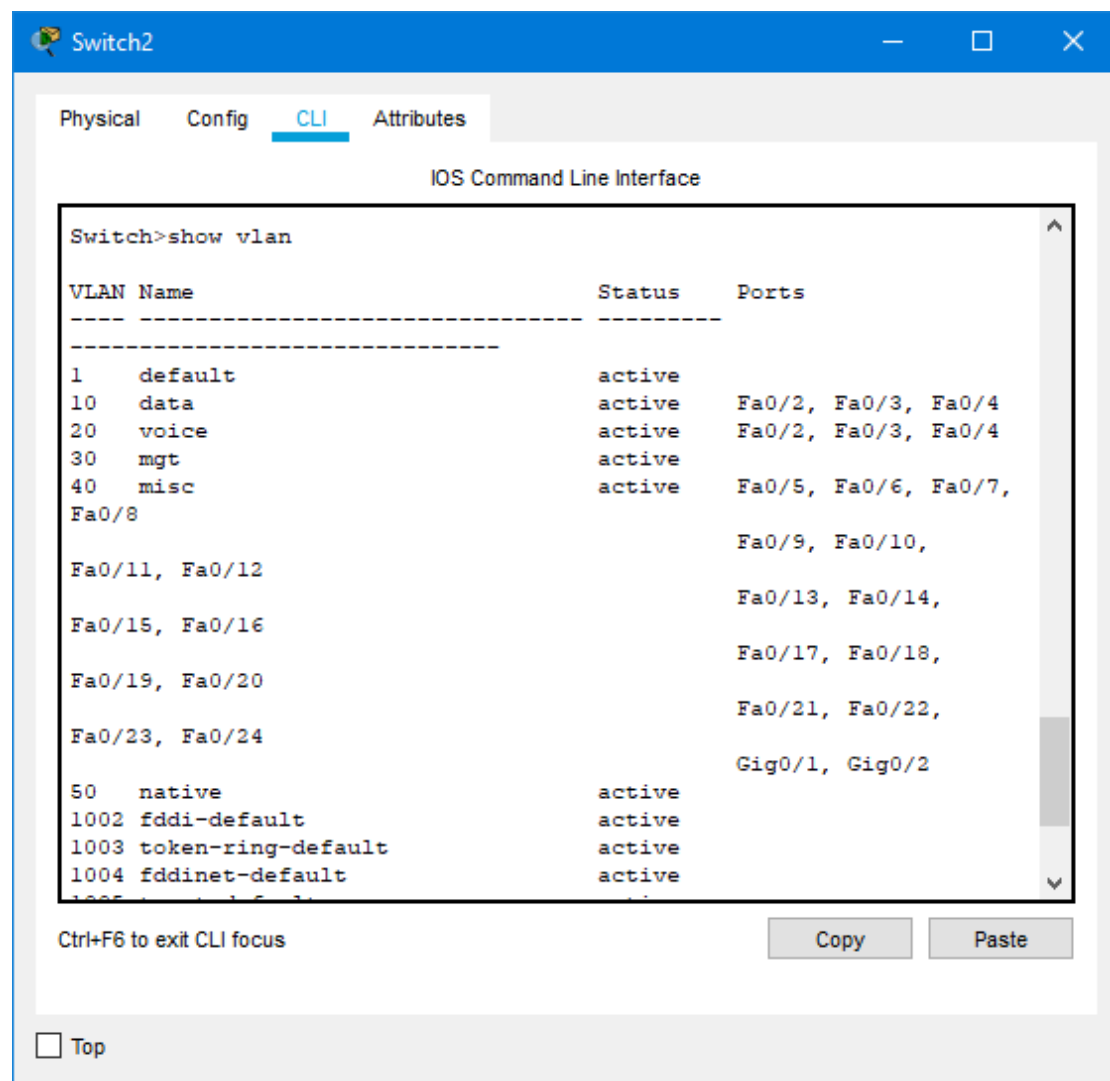 Switch2
Physical Config CLI Attributes
IOS Command Line Interface
Switch>show vlan
VLAN Name Status Ports
---- -------------------------------- ---------
-------------------------------
1 default active
10 data active Fa0/2, Fa0/3, Fa0/4
20 voice active Fa0/2, Fa0/3, Fa0/4
30 mgt active
40 misc active Fa0/5, Fa0/6, Fa0/7,
Fa0/8
Fa0/9, Fa0/10,
Fa0/11, Fa0/12
Fa0/13, Fa0/14,
Fa0/15, Fa0/16
Fa0/17, Fa0/18,
Fa0/19, Fa0/20
Fa0/21, Fa0/22,
Fa0/23, Fa0/24
Gig0/1, Gig0/2
50 native active
1002 fddi-default active
1003 token-ring-default active
1004 fddinet-default active
Ctrl+F6 to exit CLI focus
Copy Paste
Top